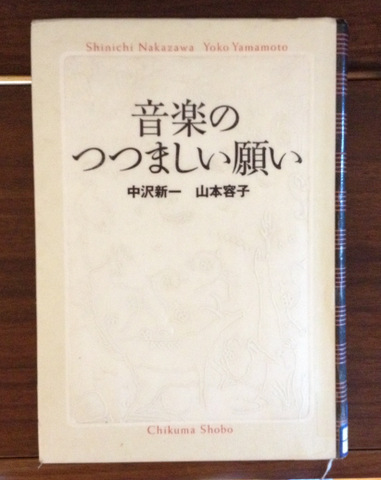 Shinichi Nakazawa Yoko Yamamoto
音楽の
つつましい願い
中沢新一 山本容子
Chikuma Shobo